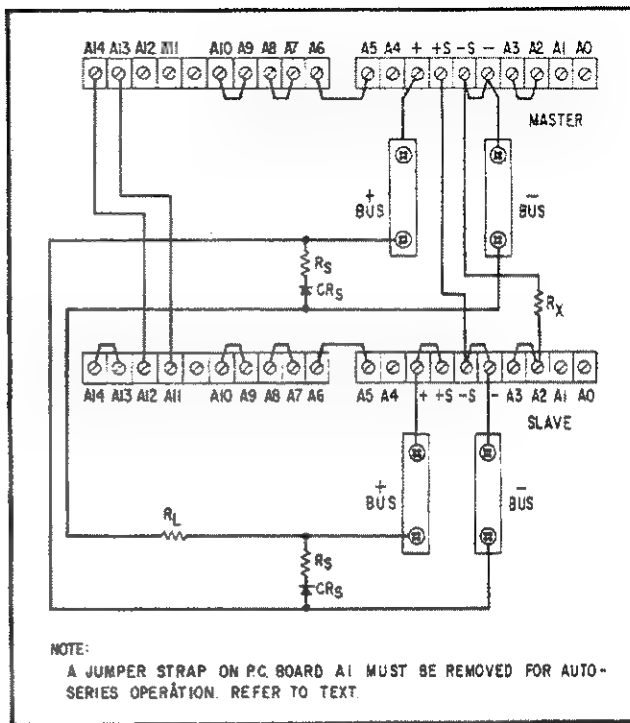 A14 A13 A12 A11 A10 A9 A8 A7 A6 A5 A4 + +S -S - A3 A2 A1 A0
MASTER
+
BUS
-
BUS
RS
CRS
RX
A14 A13 A12 A11 A10 A9 A8 A7 A6 A5 A4 + +S -S - A3 A2 A1 A0
SLAVE
+
BUS
-
BUS
RL
RS
CRS
NOTE:
A JUMPER STRAP ON P.C. BOARD A1 MUST BE REMOVED FOR AUTO-
SERIES OPERATION. REFER TO TEXT.